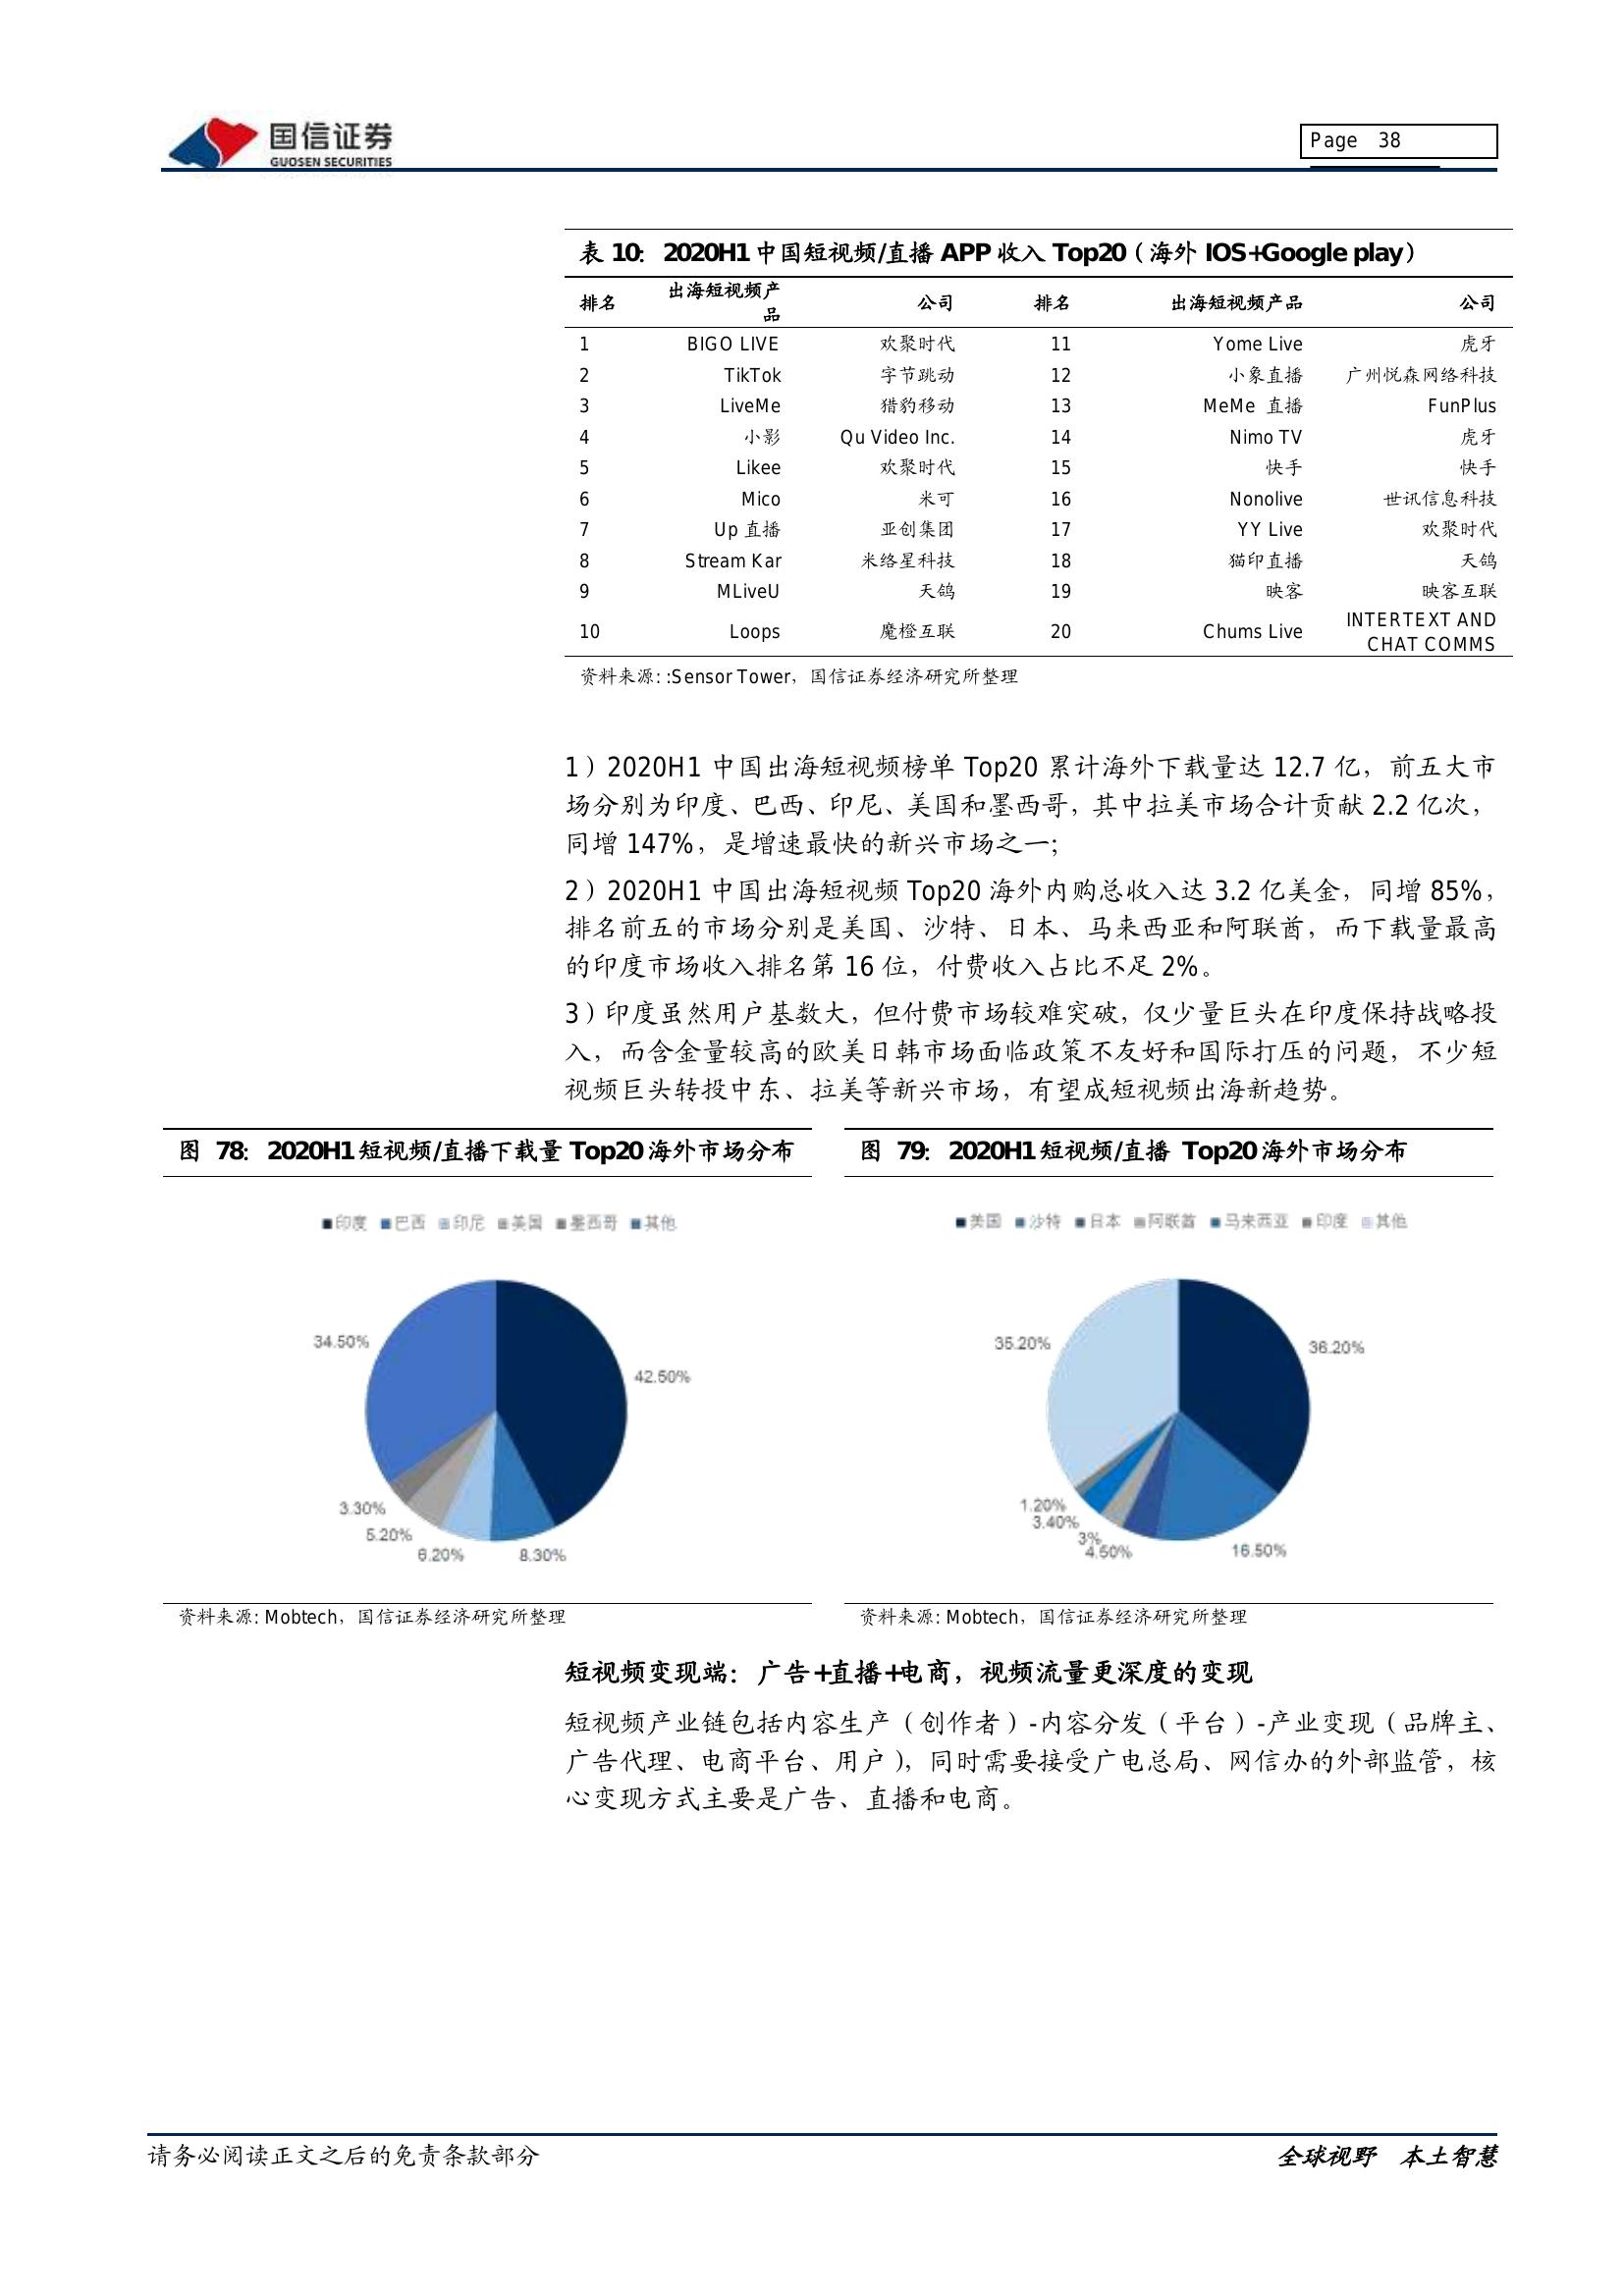 国信证券
GUOSEN SECURITIES
Page 38
表 10: 2020H1 中国短视频/直播 APP 收入 Top20（海外 IOS+Google play）
排名 出海短视频产品 公司 排名 出海短视频产品 公司
1 BIGO LIVE 欢聚时代 11 Yome Live 虎牙
2 TikTok 字节跳动 12 小象直播 广州悦森网络科技
3 LiveMe 猎豹移动 13 MeMe 直播 FunPlus
4 小影 Qu Video Inc. 14 Nimo TV 虎牙
5 Likee 欢聚时代 15 快手 快手
6 Mico 米可 16 Nonolive 世讯信息科技
7 Up 直播 亚创集团 17 YY Live 欢聚时代
8 Stream Kar 米络星科技 18 猫印直播 天鸽
9 MLiveU 天鸽 19 映客 映客互联
10 Loops 魔橙互联 20 Chums Live INTERTEXT AND CHAT COMMS
资料来源: :Sensor Tower，国信证券经济研究所整理
1）2020H1 中国出海短视频榜单 Top20 累计海外下载量达 12.7 亿，前五大市
场分别为印度、巴西、印尼、美国和墨西哥，其中拉美市场合计贡献 2.2 亿次，
同增 147%，是增速最快的新兴市场之一；
2）2020H1 中国出海短视频 Top20 海外内购总收入达 3.2 亿美金，同增 85%，
排名前五的市场分别是美国、沙特、日本、马来西亚和阿联酋，而下载量最高
的印度市场收入排名第 16 位，付费收入占比不足 2%。
3）印度虽然用户基数大，但付费市场较难突破，仅少量巨头在印度保持战略投
入，而含金量较高的欧美日韩市场面临政策不友好和国际打压的问题，不少短
视频巨头转投中东、拉美等新兴市场，有望成短视频出海新趋势。
图 78: 2020H1 短视频/直播下载量 Top20 海外市场分布
印度 巴西 印尼 美国 墨西哥 其他
34.50%
42.50%
3.30%
5.20%
6.20%
8.30%
资料来源: Mobtech，国信证券经济研究所整理
图 79: 2020H1 短视频/直播 Top20 海外市场分布
美国 沙特 日本 阿联酋 马来西亚 印度 其他
35.20%
36.20%
1.20%
3.40%
3%
4.50%
16.50%
资料来源: Mobtech，国信证券经济研究所整理
短视频变现端：广告+直播+电商，视频流量更深度的变现
短视频产业链包括内容生产（创作者）-内容分发（平台）-产业变现（品牌主、
广告代理、电商平台、用户），同时需要接受广电总局、网信办的外部监管，核
心变现方式主要是广告、直播和电商。
请务必阅读正文之后的免责条款部分
全球视野 本土智慧